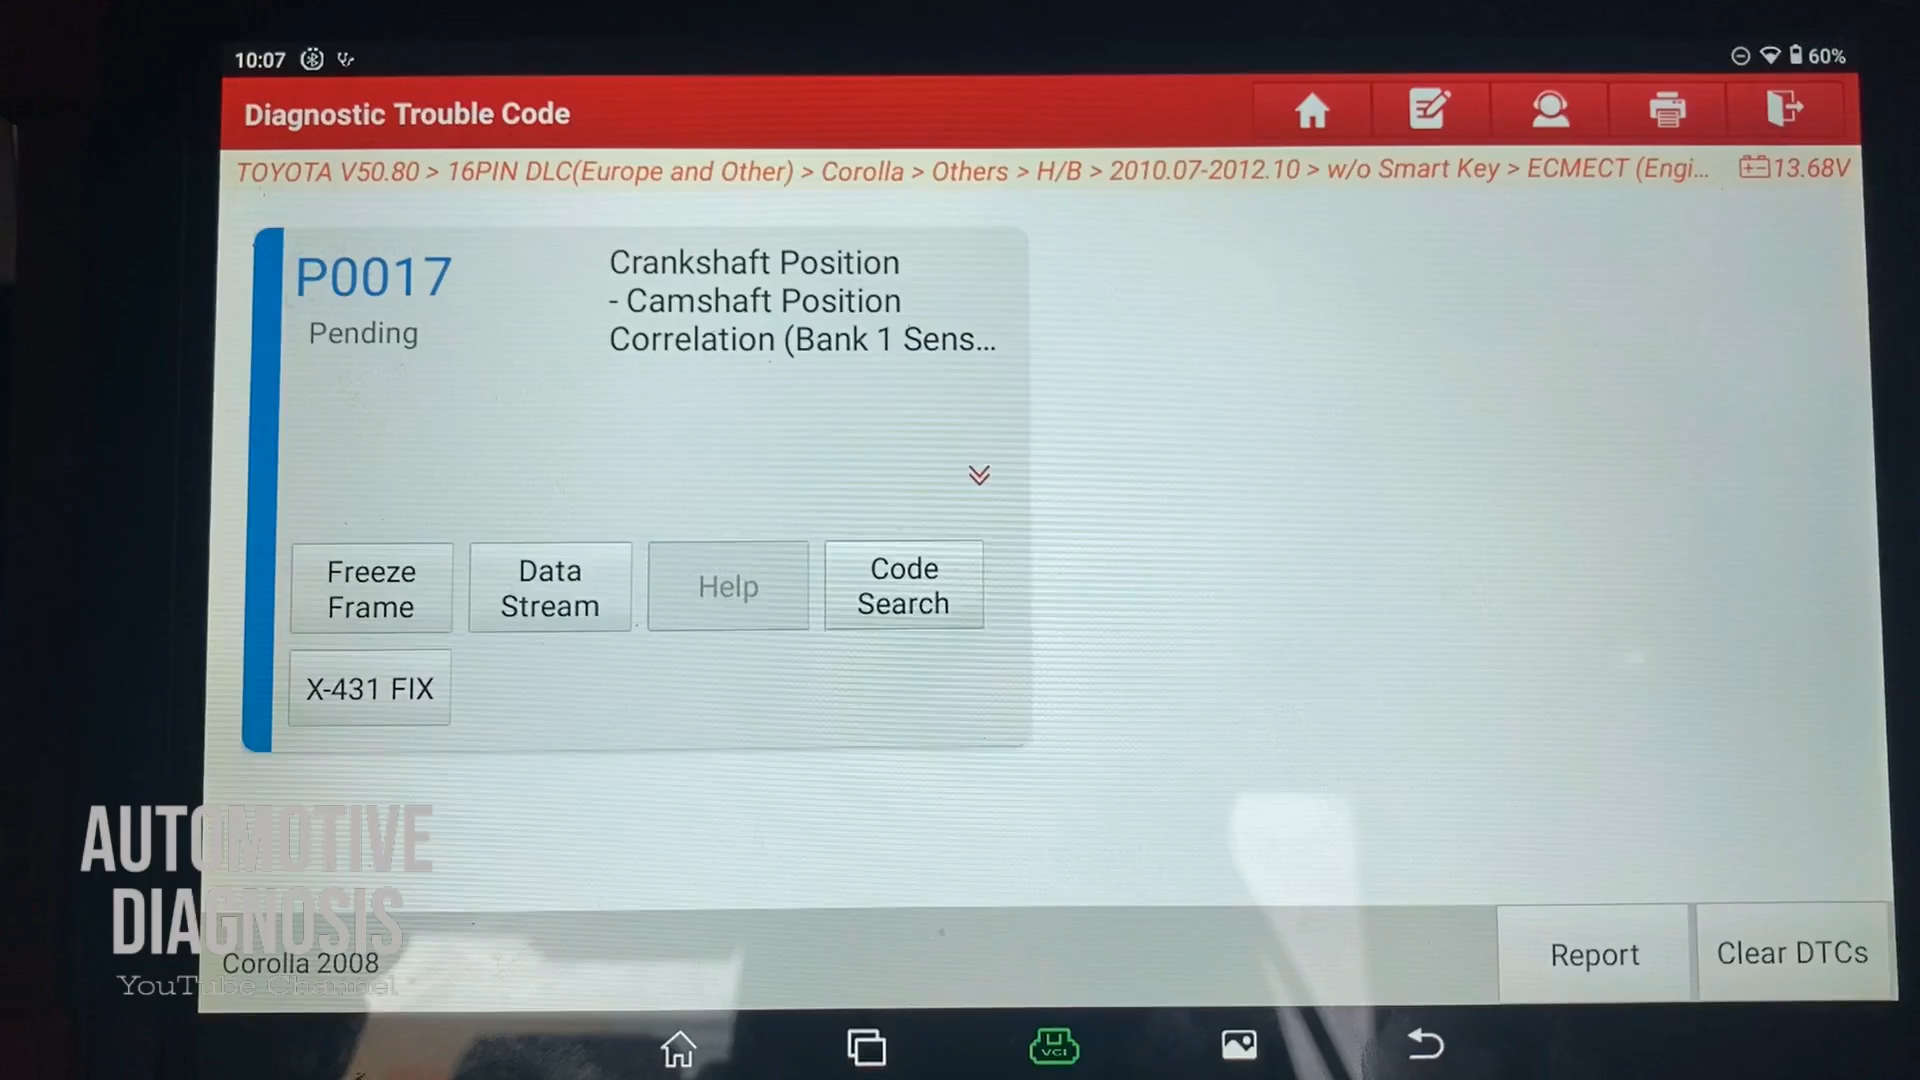 10:07
60%
Diagnostic Trouble Code
TOYOTA V50.80 > 16PIN DLC(Europe and Other) > Corolla > Others > H/B > 2010.07-2012.10 > w/o Smart Key > ECMECT (Engi...
13.68V
P0017
Pending
Crankshaft Position
- Camshaft Position
Correlation (Bank 1 Sens...
Freeze
Frame
Data
Stream
Help
Code
Search
X-431 FIX
AUTOMOTIVE
DIAGNOSIS
Corolla 2008
YouTube Channel
Report
Clear DTCs
VCI